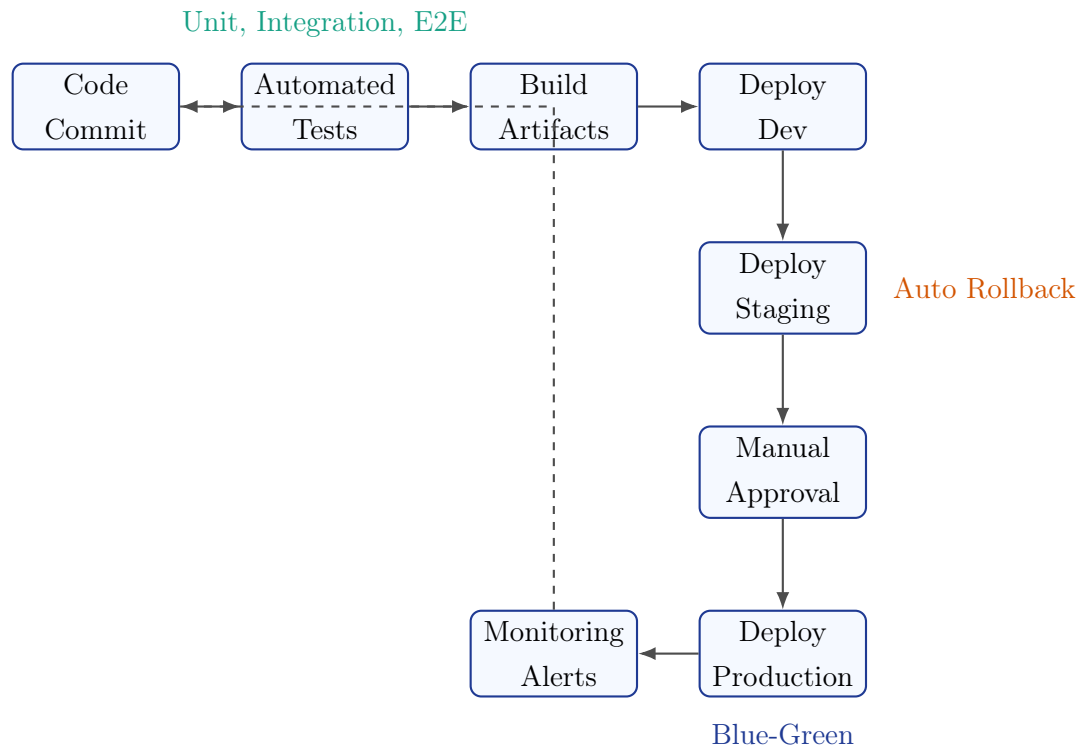 Unit, Integration, E2E
Code
Commit
Automated
Tests
Build
Artifacts
Deploy
Dev
Deploy
Staging
Auto Rollback
Manual
Approval
Monitoring
Alerts
Deploy
Production
Blue-Green